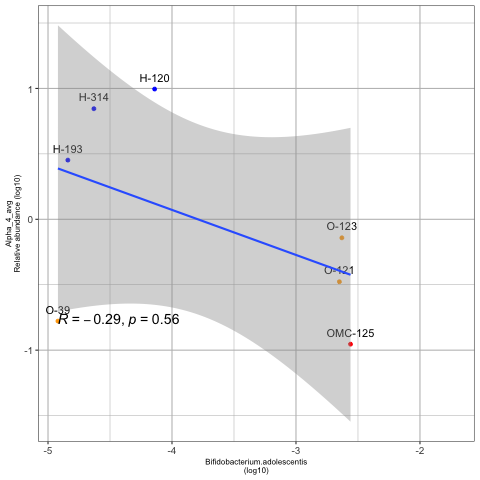 H-120
H-314
1
H-193
0
O-123
O-121
O-39
R = −0.29, p = 0.56
OMC-125
-1
-5
-4
-3
-2
Alpha_4_avg
Relative abundance (log10)
Bifidobacterium.adolescentis
(log10)